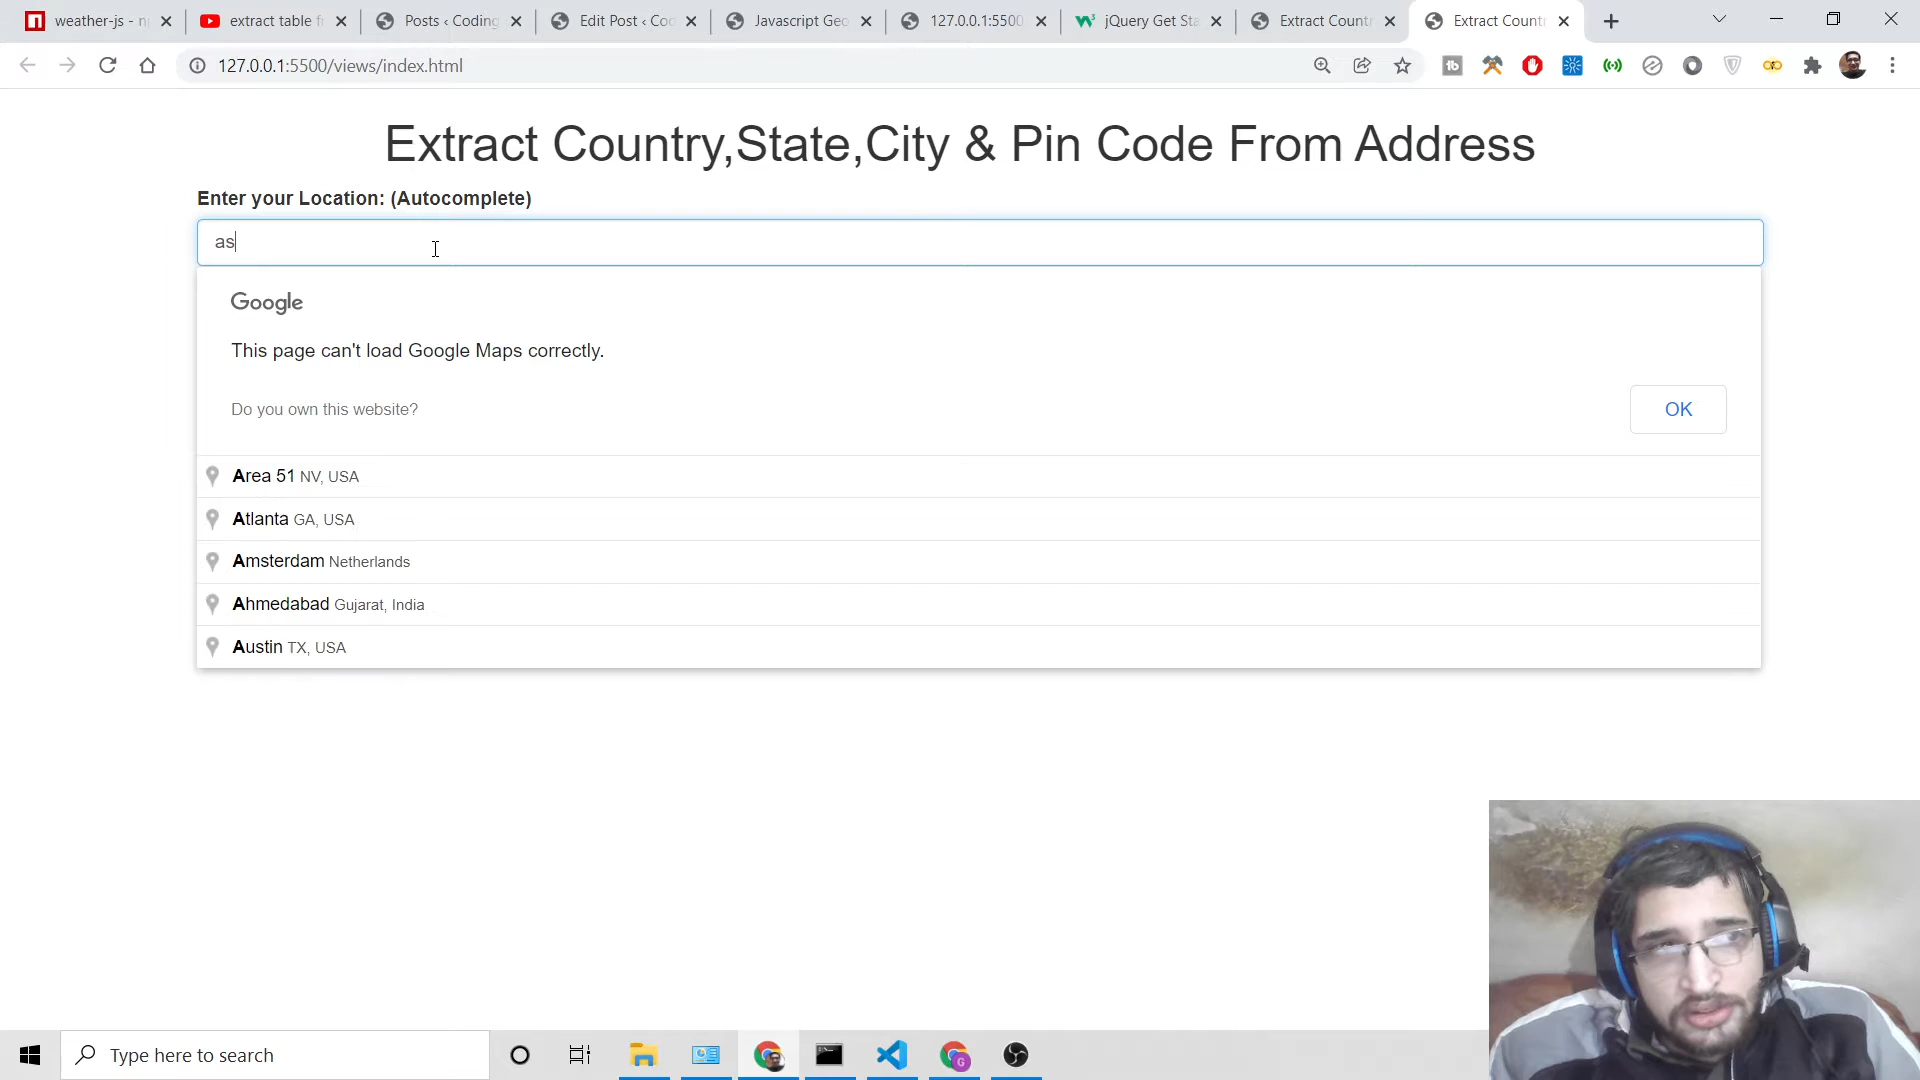 weather-js - n
extract table f
Posts ‹ Coding
Edit Post ‹ Co
Javascript Geo
127.0.0.1:5500
jQuery Get Sta
Extract Count
Extract Count
127.0.0.1:5500/views/index.html
Extract Country,State,City & Pin Code From Address
Enter your Location: (Autocomplete)
as
Google
This page can't load Google Maps correctly.
Do you own this website?
OK
Area 51 NV, USA
Atlanta GA, USA
Amsterdam Netherlands
Ahmedabad Gujarat, India
Austin TX, USA
Type here to search